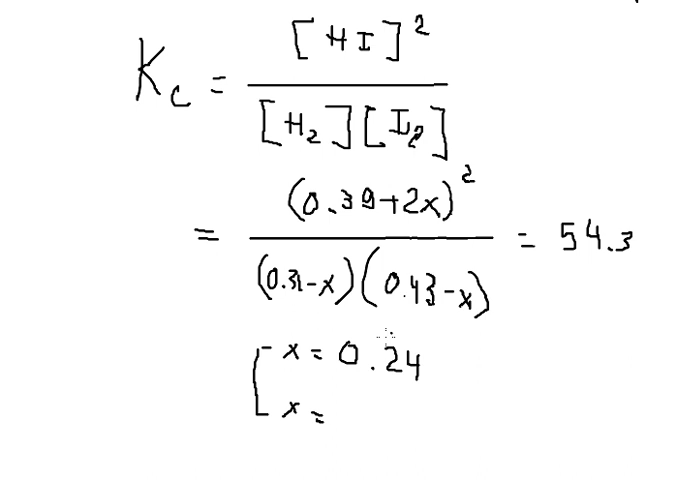 Kc = [HI]²
[H₂][I₂]
= (0.39+2x)² = 54.3
(0.31-x)(0.43-x)
x = 0.24
x =